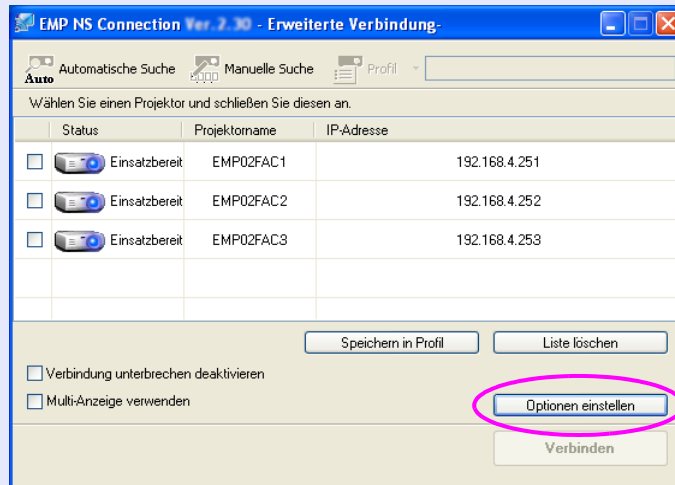 EMP NS Connection Ver.2.30 - Erweiterte Verbindung-
Auto Automatische Suche Manuelle Suche Profil
Wählen Sie einen Projektor und schließen Sie diesen an.
Status Projektorname IP-Adresse
Einsatzbereit EMP02FAC1 192.168.4.251
Einsatzbereit EMP02FAC2 192.168.4.252
Einsatzbereit EMP02FAC3 192.168.4.253
Speichern in Profil Liste löschen
Verbindung unterbrechen deaktivieren
Multi-Anzeige verwenden Optionen einstellen
Verbinden